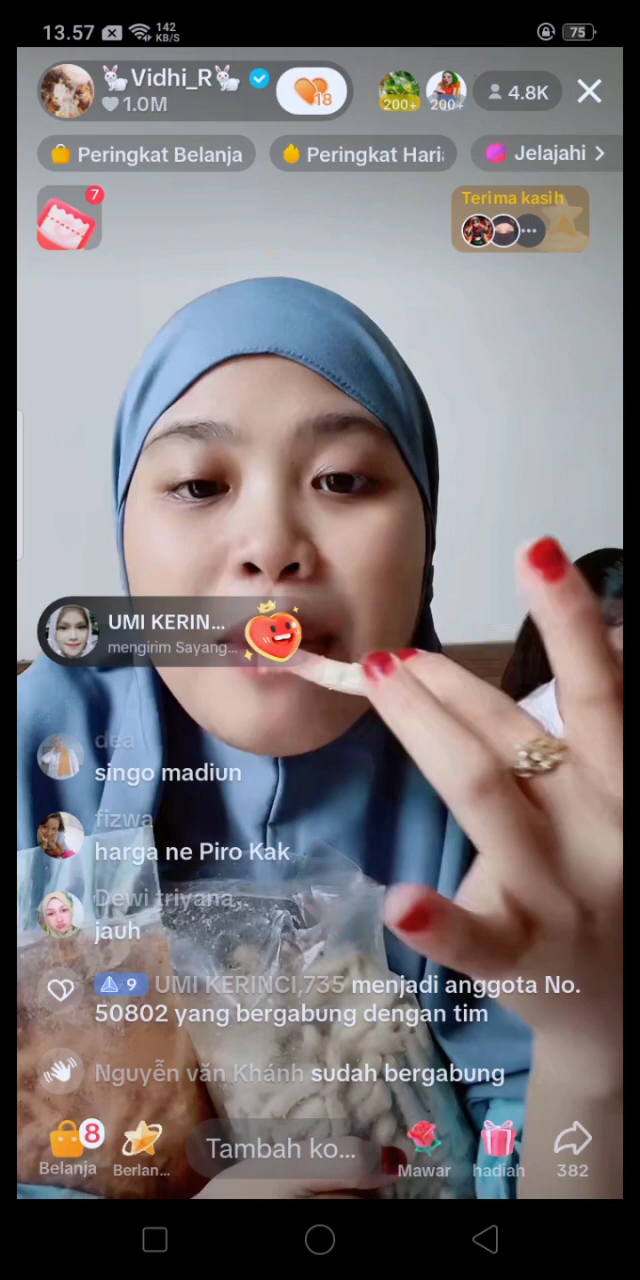 13.57
142
KB/S
75
Vidhi_R
1.0M
18
200+
200+
4.8K
Peringkat Belanja
Peringkat Hari
Jelajahi
7
Terima kasih
UMI KERIN...
mengirim Sayang...
dea
singo madiun
fizwa
harga ne Piro Kak
Dewi triyana
jauh
9 UMI KERINCI,735 menjadi anggota No.
50802 yang bergabung dengan tim
Nguyễn văn Khánh sudah bergabung
8
Belanja
Berlan...
Tambah ko...
Mawar
hadiah
382